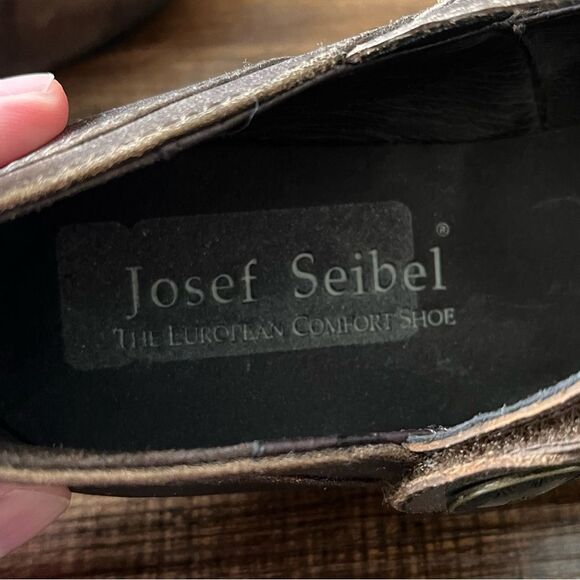 Josef Seibel®
THE EUROPEAN COMFORT SHOE